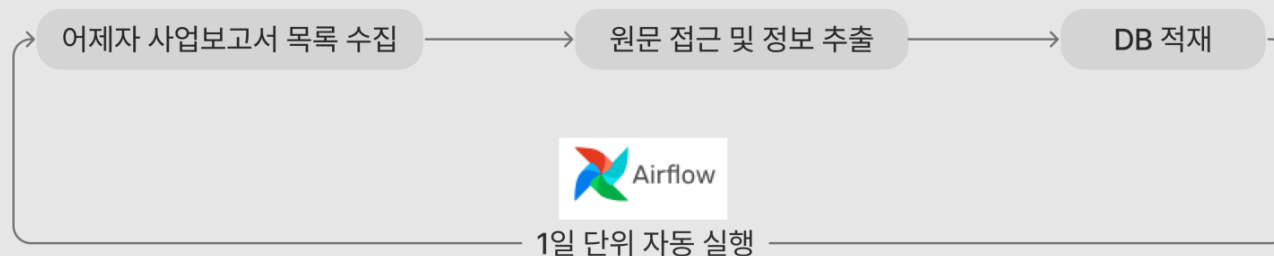 어제자 사업보고서 목록 수집
원문 접근 및 정보 추출
DB 적재
Airflow
1일 단위 자동 실행